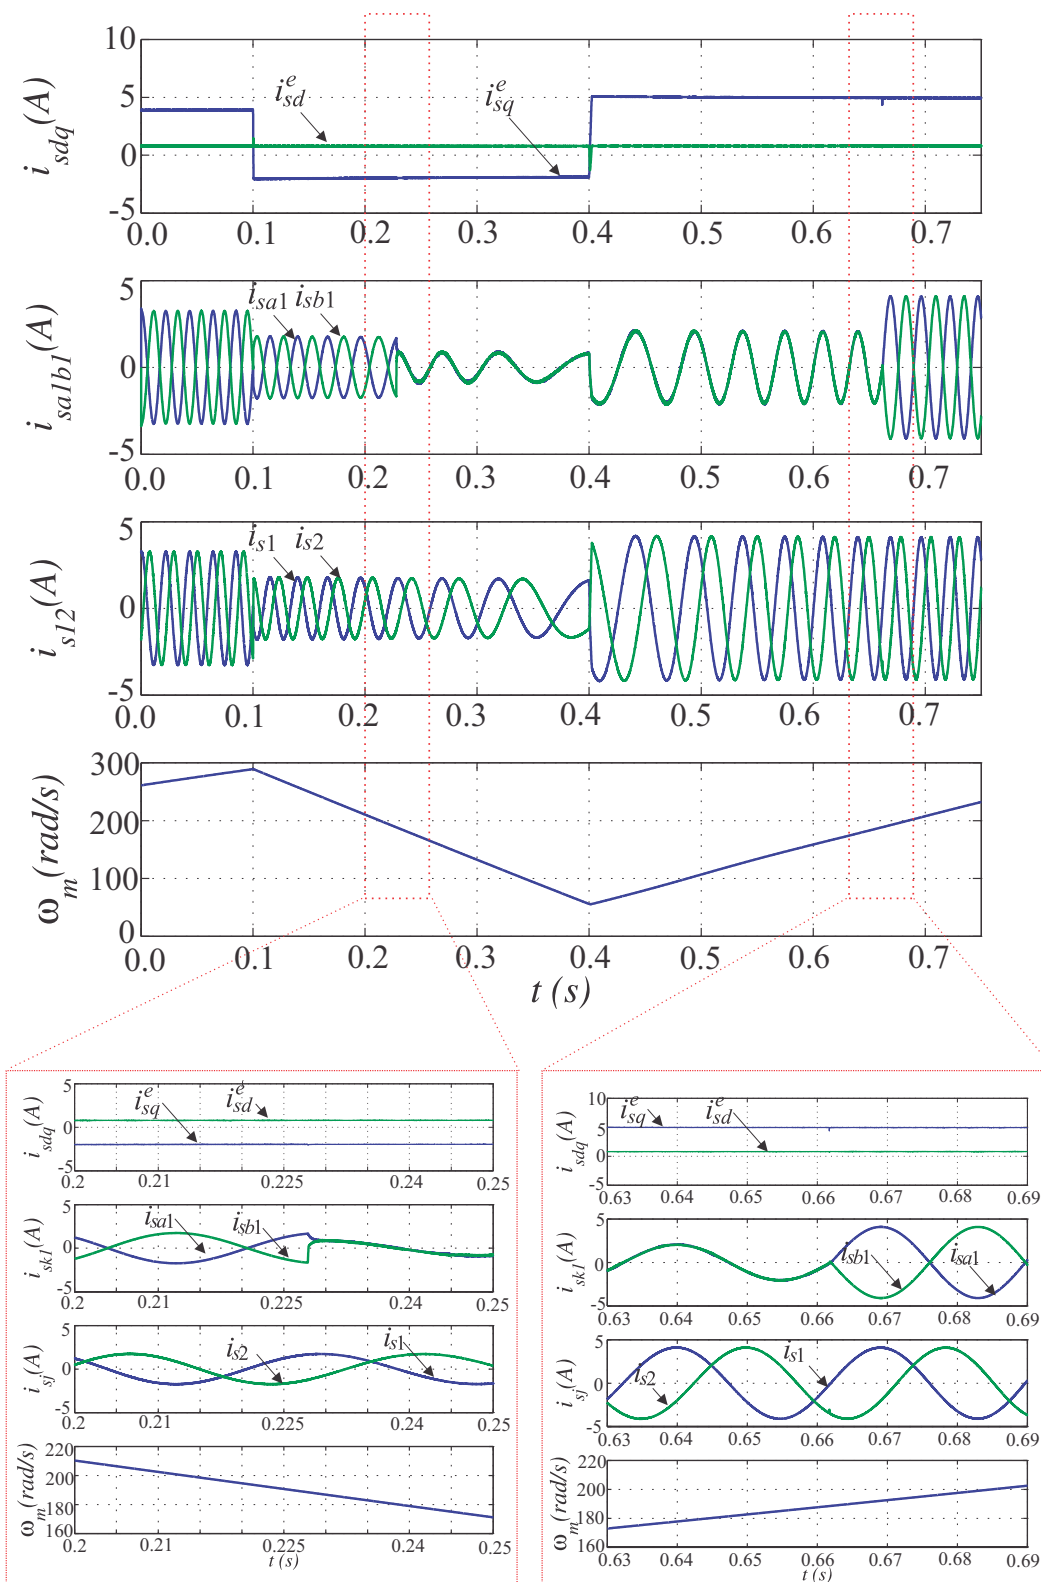 10
5
0
-5
i_sdq(A)
i^e_sd
i^e_sq
0.0 0.1 0.2 0.3 0.4 0.5 0.6 0.7
5
0
-5
i_sa1b1(A)
i_sa1 i_sb1
0.0 0.1 0.2 0.3 0.4 0.5 0.6 0.7
5
0
-5
i_s12(A)
i_s1 i_s2
0.0 0.1 0.2 0.3 0.4 0.5 0.6 0.7
300
200
100
0
ω_m(rad/s)
0.0 0.1 0.2 0.3 0.4 0.5 0.6 0.7
t (s)
5
0
-5
i_sdq(A)
i^e_sq i^e_sd
0.2 0.21 0.225 0.24 0.25
5
0
-5
i_sk1(A)
i_sa1 i_sb1
0.2 0.21 0.225 0.24 0.25
5
0
-5
i_sj(A)
i_s2 i_s1
0.2 0.21 0.225 0.24 0.25
220
200
180
160
ω_m(rad/s)
0.2 0.21 0.225 0.24 0.25
t (s)
10
5
0
-5
i_sdq(A)
i^e_sq i^e_sd
0.63 0.64 0.65 0.66 0.67 0.68 0.69
5
0
-5
i_sk1(A)
i_sb1 i_sa1
0.63 0.64 0.65 0.66 0.67 0.68 0.69
5
0
-5
i_sj(A)
i_s2 i_s1
0.63 0.64 0.65 0.66 0.67 0.68 0.69
220
200
180
160
ω_m(rad/s)
0.63 0.64 0.65 0.66 0.67 0.68 0.69
t (s)